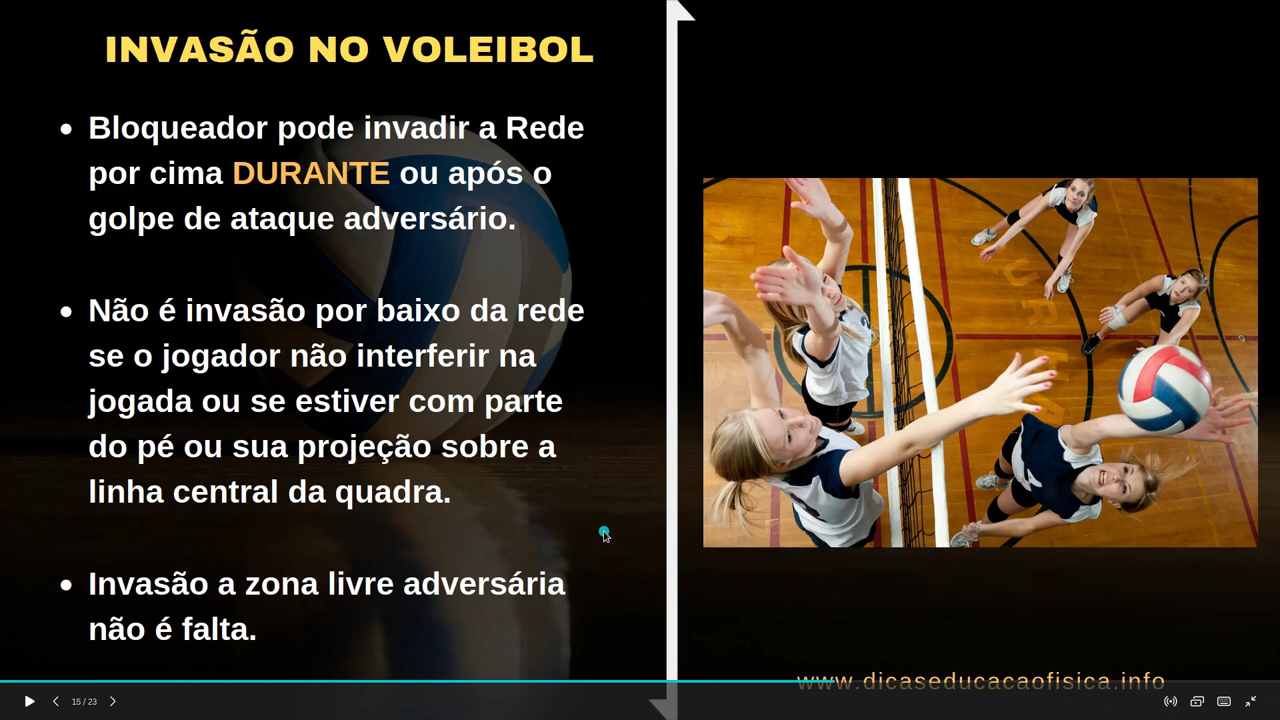 INVASÃO NO VOLEIBOL
Bloqueador pode invadir a Rede
por cima DURANTE ou após o
golpe de ataque adversário.
Não é invasão por baixo da rede
se o jogador não interferir na
jogada ou se estiver com parte
do pé ou sua projeção sobre a
linha central da quadra.
Invasão a zona livre adversária
não é falta.
www.dicaseducacaofisica.info
15 / 23